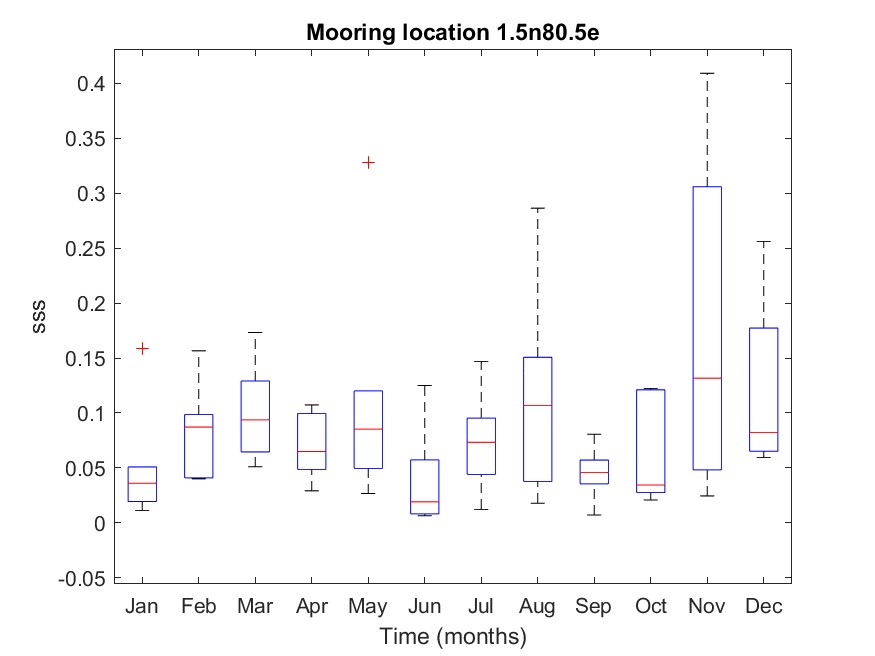 Mooring location 1.5n80.5e
0.4
0.35
0.3
0.25
0.2
0.15
0.1
0.05
0
-0.05
sss
Jan Feb Mar Apr May Jun Jul Aug Sep Oct Nov Dec
Time (months)